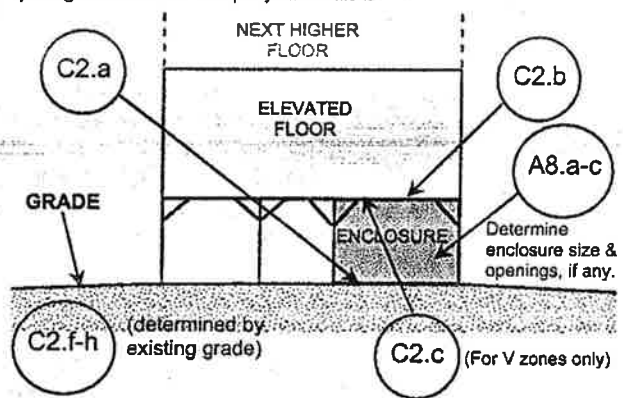 NEXT HIGHER
FLOOR
C2.a
C2.b
ELEVATED
FLOOR
A8.a-c
GRADE
ENCLOSURE
Determine
enclosure size &
openings, if any.
C2.f-h
(determined by
existing grade)
C2.c
(For V zones only)